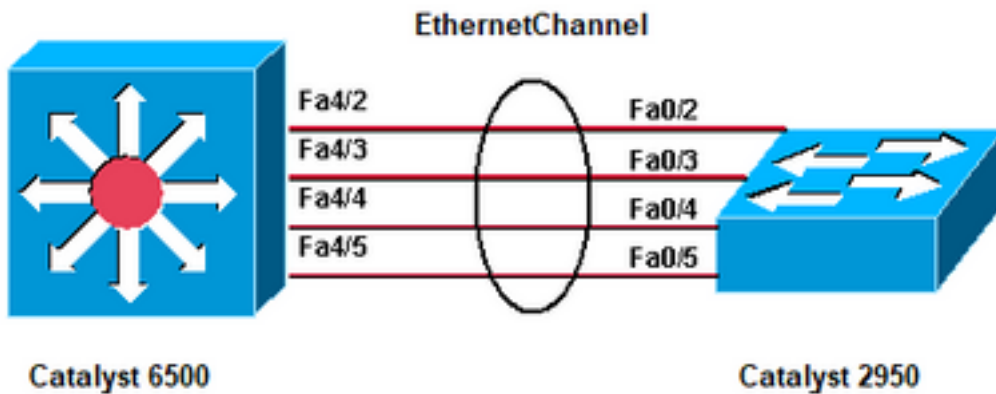 EthernetChannel
Fa4/2
Fa0/2
Fa4/3
Fa0/3
Fa4/4
Fa0/4
Fa4/5
Fa0/5
Catalyst 6500
Catalyst 2950